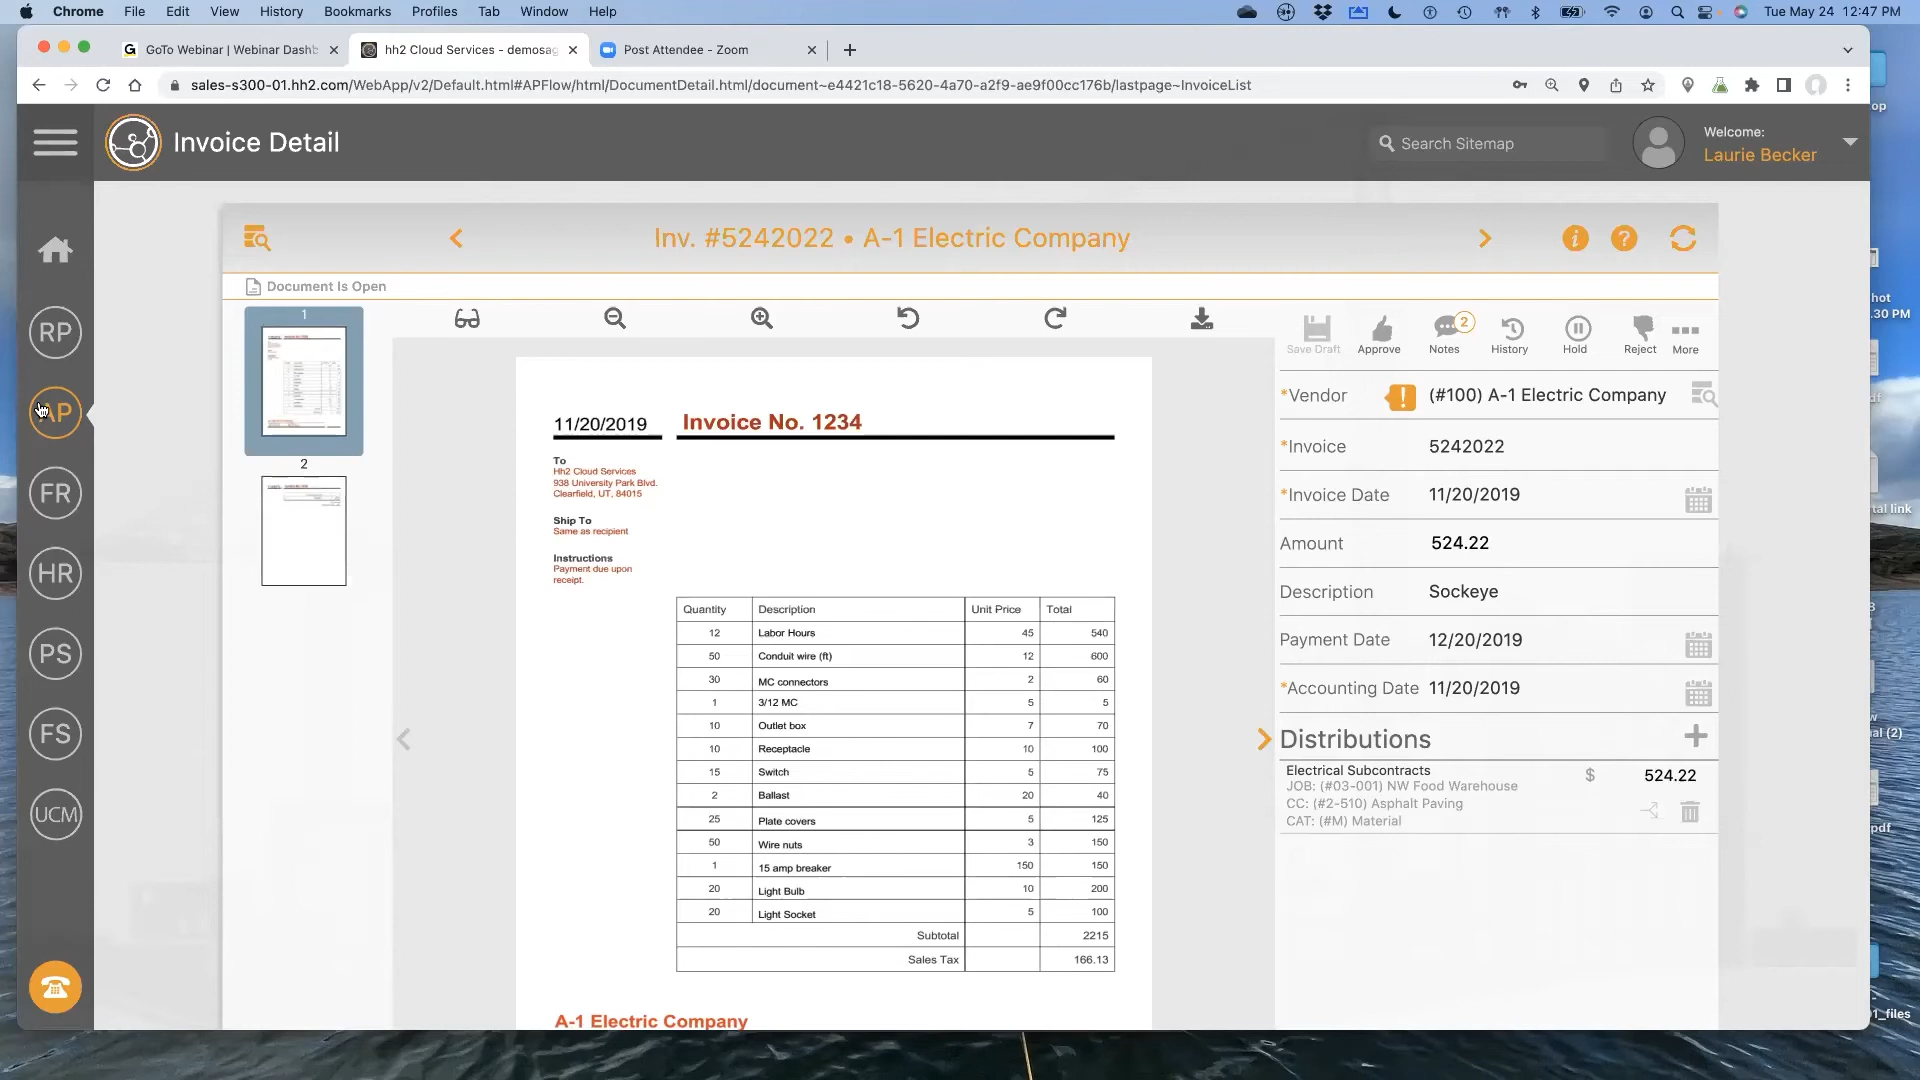 Chrome File Edit View History Bookmarks Profiles Tab Window Help Tue May 24 12:47 PM
GoTo Webinar | Webinar Dashb
hh2 Cloud Services - demosag
Post Attendee - Zoom
sales-s300-01.hh2.com/WebApp/v2/Default.html#APFlow/html/DocumentDetail.html/document~e4421c18-5620-4a70-a2f9-ae9f00cc176b/lastpage~InvoiceList
Invoice Detail
Search Sitemap
Welcome:
Laurie Becker
RP
AP
FR
HR
PS
FS
UCM
Inv. #5242022 • A-1 Electric Company
Document Is Open
1
2
11/20/2019 Invoice No. 1234
To
Hh2 Cloud Services
938 University Park Blvd.
Clearfield, UT, 84015
Ship To
Same as recipient
Instructions
Payment due upon
receipt.
Quantity Description Unit Price Total
12 Labor Hours 45 540
50 Conduit wire (ft) 12 600
30 MC connectors 2 60
1 3/12 MC 5 5
10 Outlet box 7 70
10 Receptacle 10 100
15 Switch 5 75
2 Ballast 20 40
25 Plate covers 5 125
50 Wire nuts 3 150
1 15 amp breaker 150 150
20 Light Bulb 10 200
20 Light Socket 5 100
Subtotal 2215
Sales Tax 166.13
A-1 Electric Company
Save Draft Approve Notes 2 History Hold Reject More
*Vendor (#100) A-1 Electric Company
*Invoice 5242022
*Invoice Date 11/20/2019
Amount 524.22
Description Sockeye
Payment Date 12/20/2019
*Accounting Date 11/20/2019
Distributions
Electrical Subcontracts $ 524.22
JOB: (#03-001) NW Food Warehouse
CC: (#2-510) Asphalt Paving
CAT: (#M) Material
op
hot
.30 PM
df
tal link
al (2)
pdf
1_files